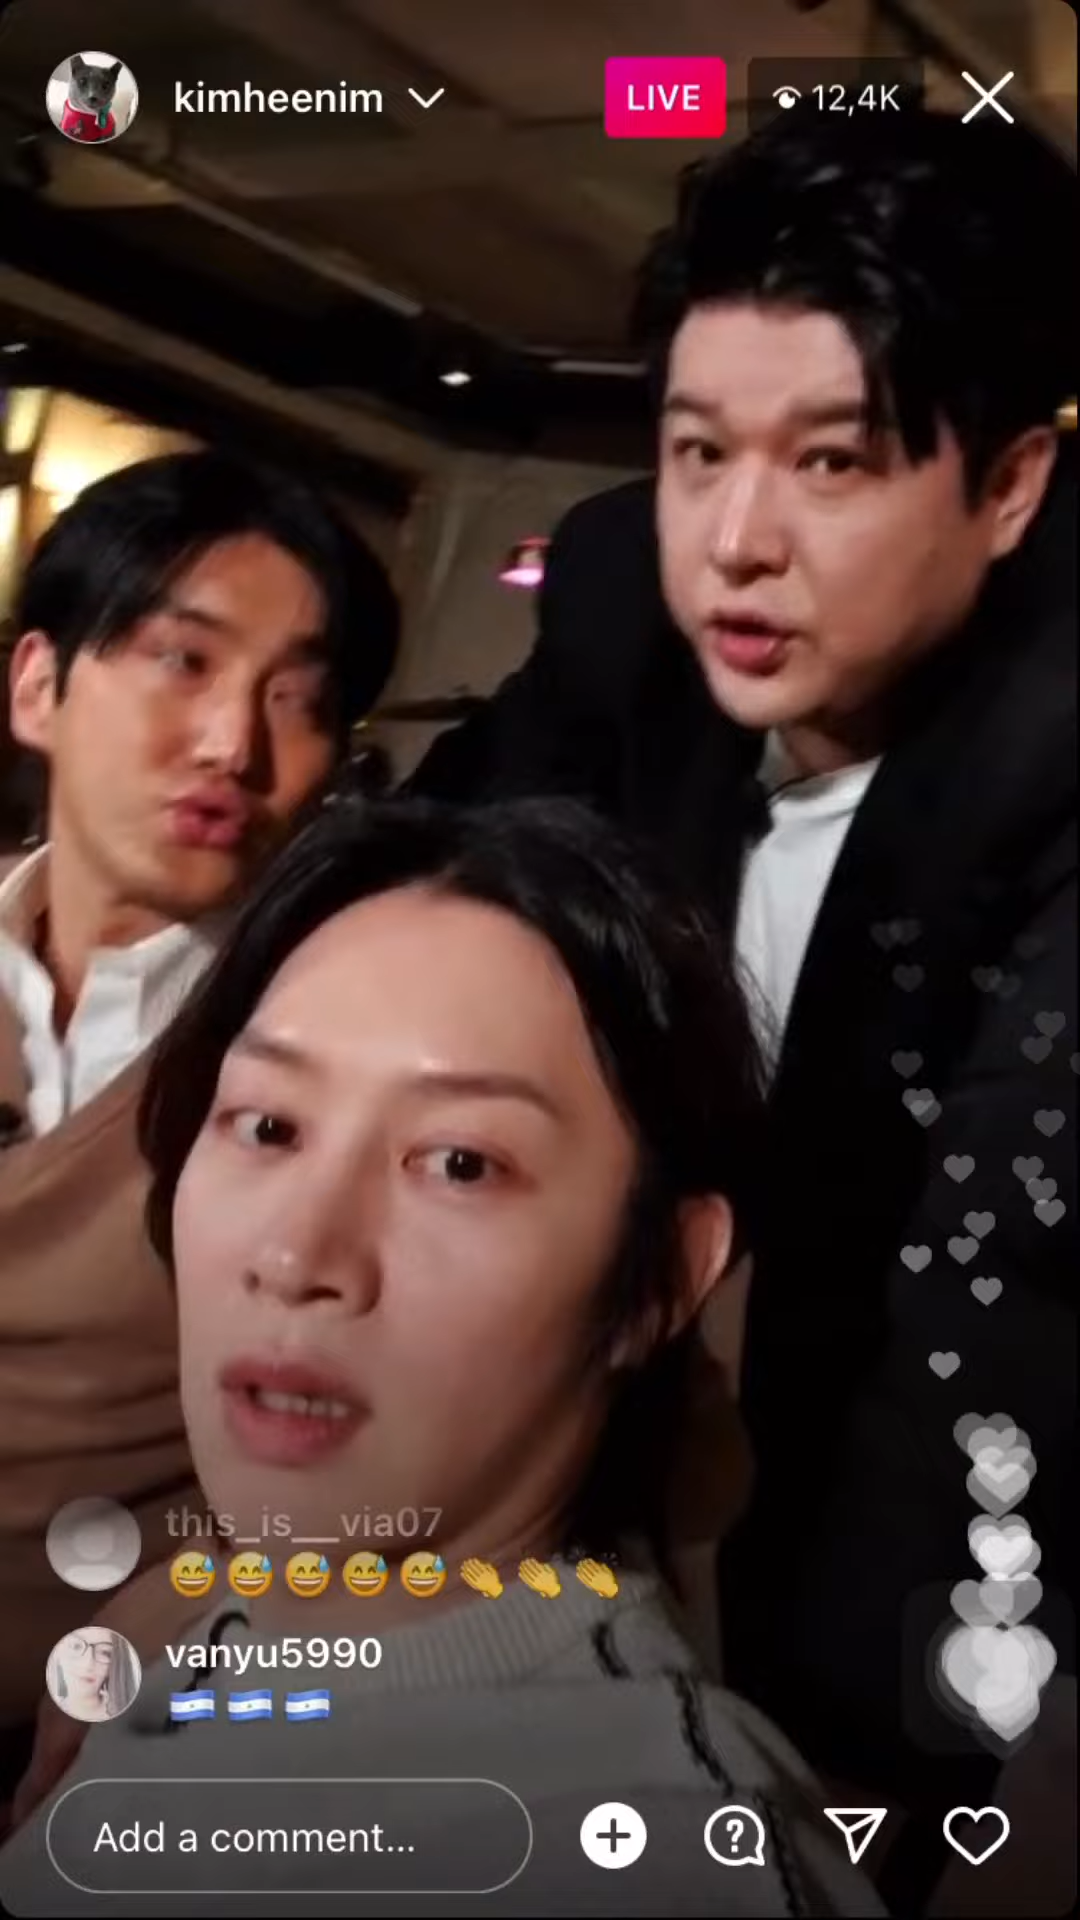 kimheenim
LIVE
12,4K
this_is__via07
😅😅😅😅😅👏👏👏
vanyu5990
🇸🇻🇸🇻🇸🇻
Add a comment...